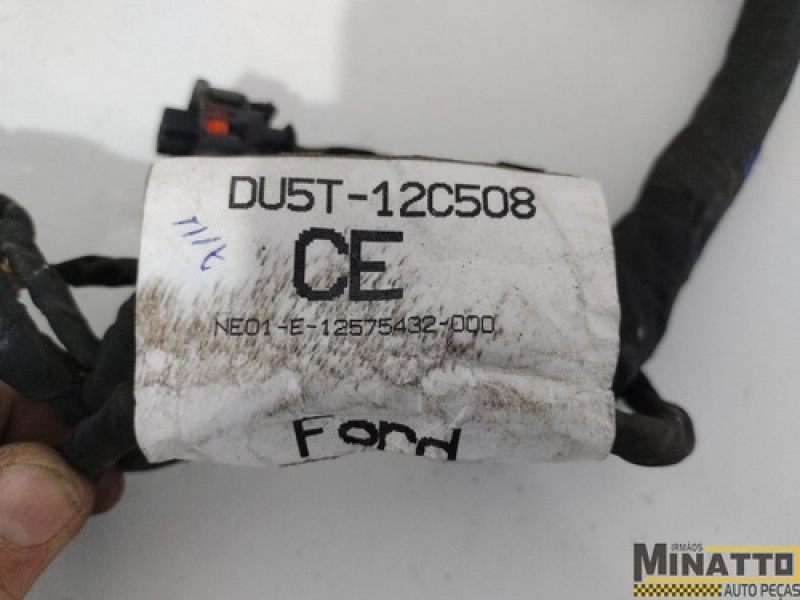 DU5T-12C508
CE
NE01-E-12575432-000
Ford
IRMÃOS
MINATTO
AUTO PEÇAS